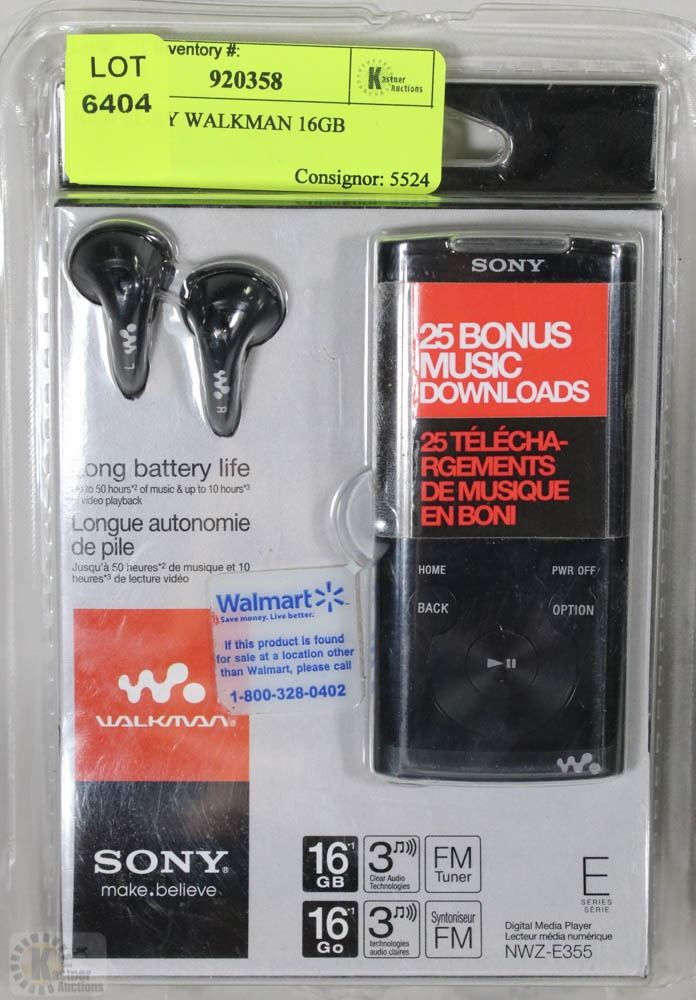 LOT
6404
ventory #:
920358
Kastner
Auctions
Y WALKMAN 16GB
Consignor: 5524
SONY
25 BONUS
MUSIC
DOWNLOADS
25 TÉLÉCHA-
RGEMENTS
DE MUSIQUE
EN BONI
L
R
ong battery life
to 50 hours*2 of music & up to 10 hours*3
video playback
Longue autonomie
de pile
Jusqu'à 50 heures*2 de musique et 10
heures*3 de lecture vidéo
HOME
PWR OFF
BACK
OPTION
Walmart
Save money. Live better.
If this product is found
for sale at a location other
than Walmart, please call
1-800-328-0402
WALKMAN®
SONY®
make.believe
16*1
GB
3
Clear Audio
Technologies
FM
Tuner
16*1
Go
3
technologies
audio claires
Syntoniseur
FM
E
SERIES
SÉRIE
Digital Media Player
Lecteur média numérique
NWZ-E355
Kastner
Auctions